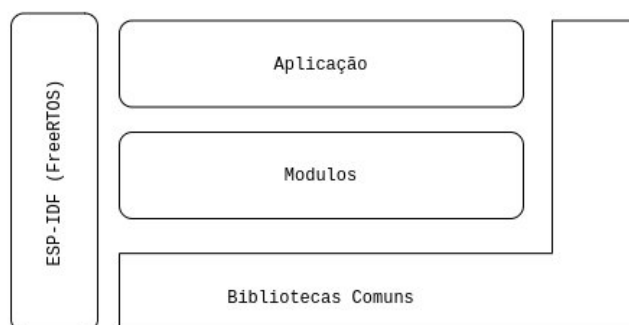 ESP-IDF (FreeRTOS)
Aplicação
Modulos
Bibliotecas Comuns